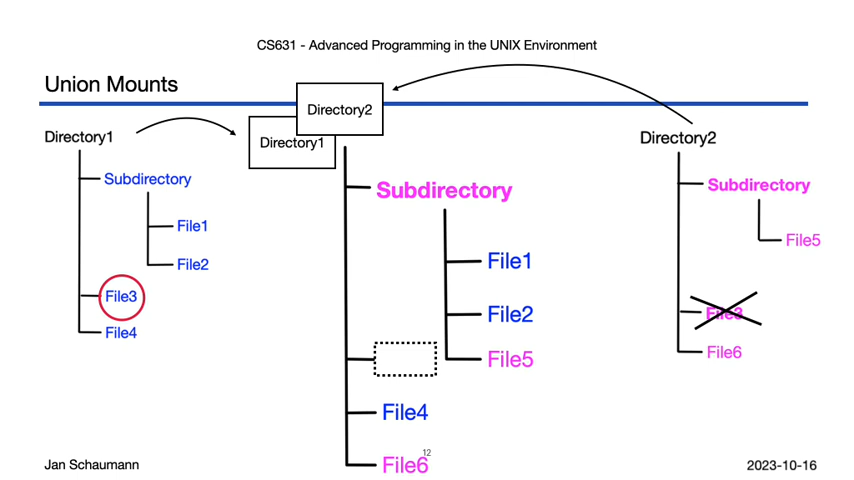 CS631 - Advanced Programming in the UNIX Environment
Union Mounts
Directory1
Subdirectory
File1
File2
File3
File4
Directory2
Directory1
Subdirectory
File1
File2
File5
File4
File6
12
Directory2
Subdirectory
File5
File3
File6
Jan Schaumann
2023-10-16